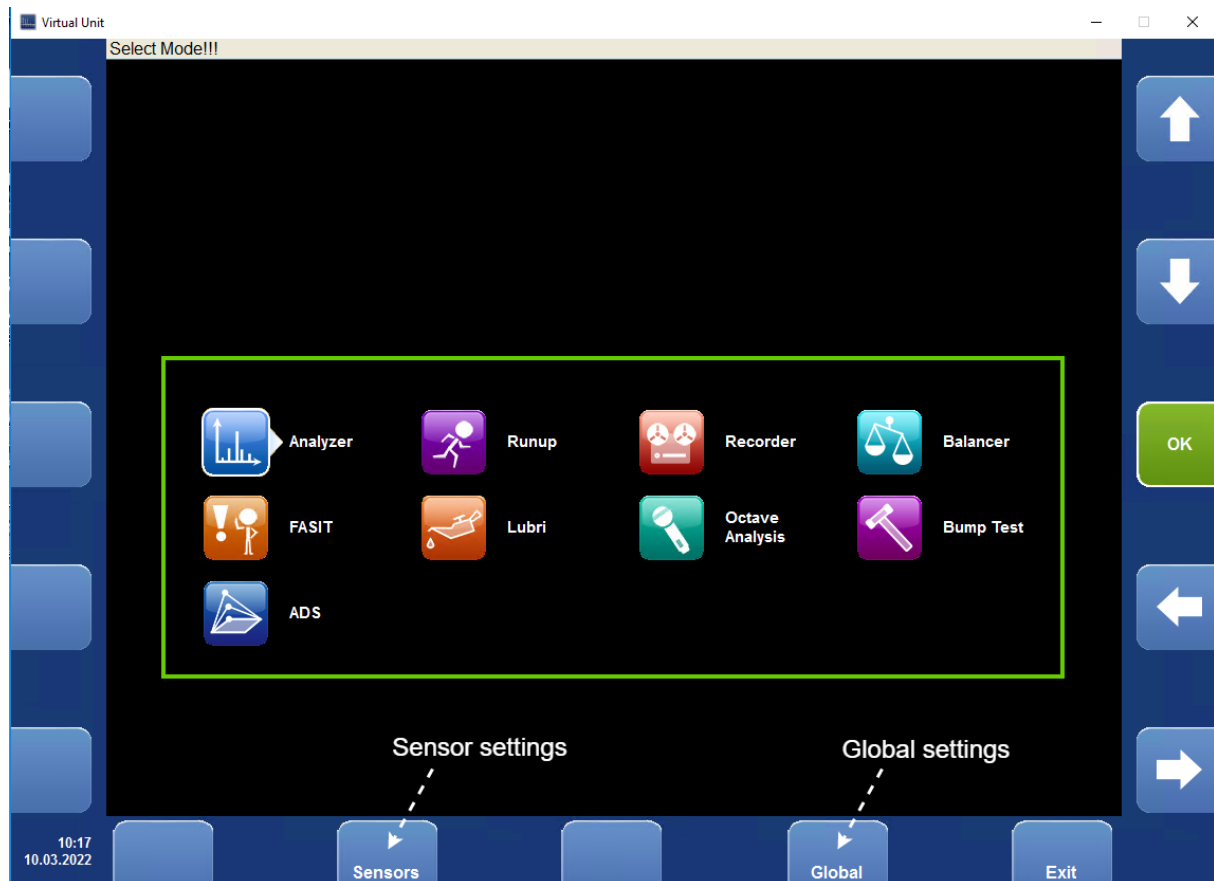 Virtual Unit
Select Mode!!!
Analyzer
Runup
Recorder
Balancer
OK
FASIT
Lubri
Octave
Analysis
Bump Test
ADS
Sensor settings
Global settings
10:17
10.03.2022
Sensors
Global
Exit